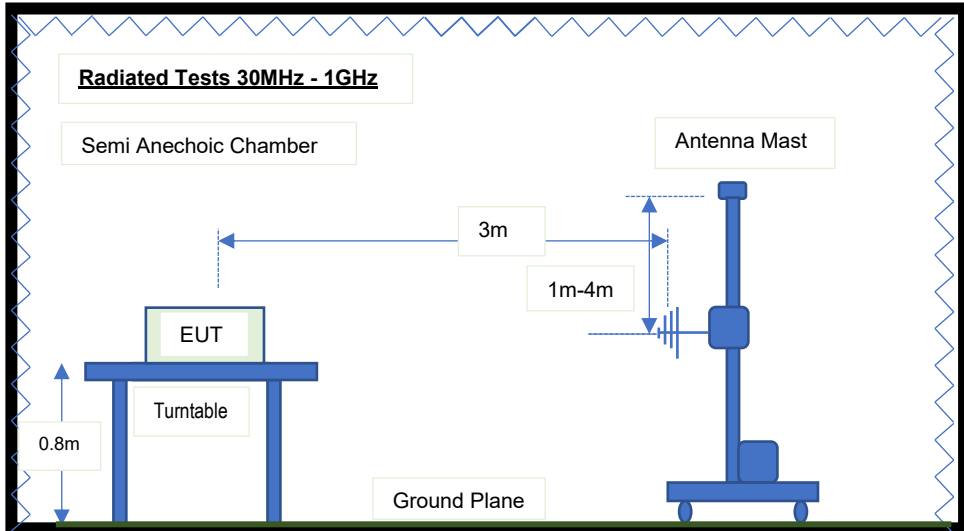 Radiated Tests 30MHz - 1GHz
Semi Anechoic Chamber
Antenna Mast
3m
1m-4m
EUT
Turntable
0.8m
Ground Plane